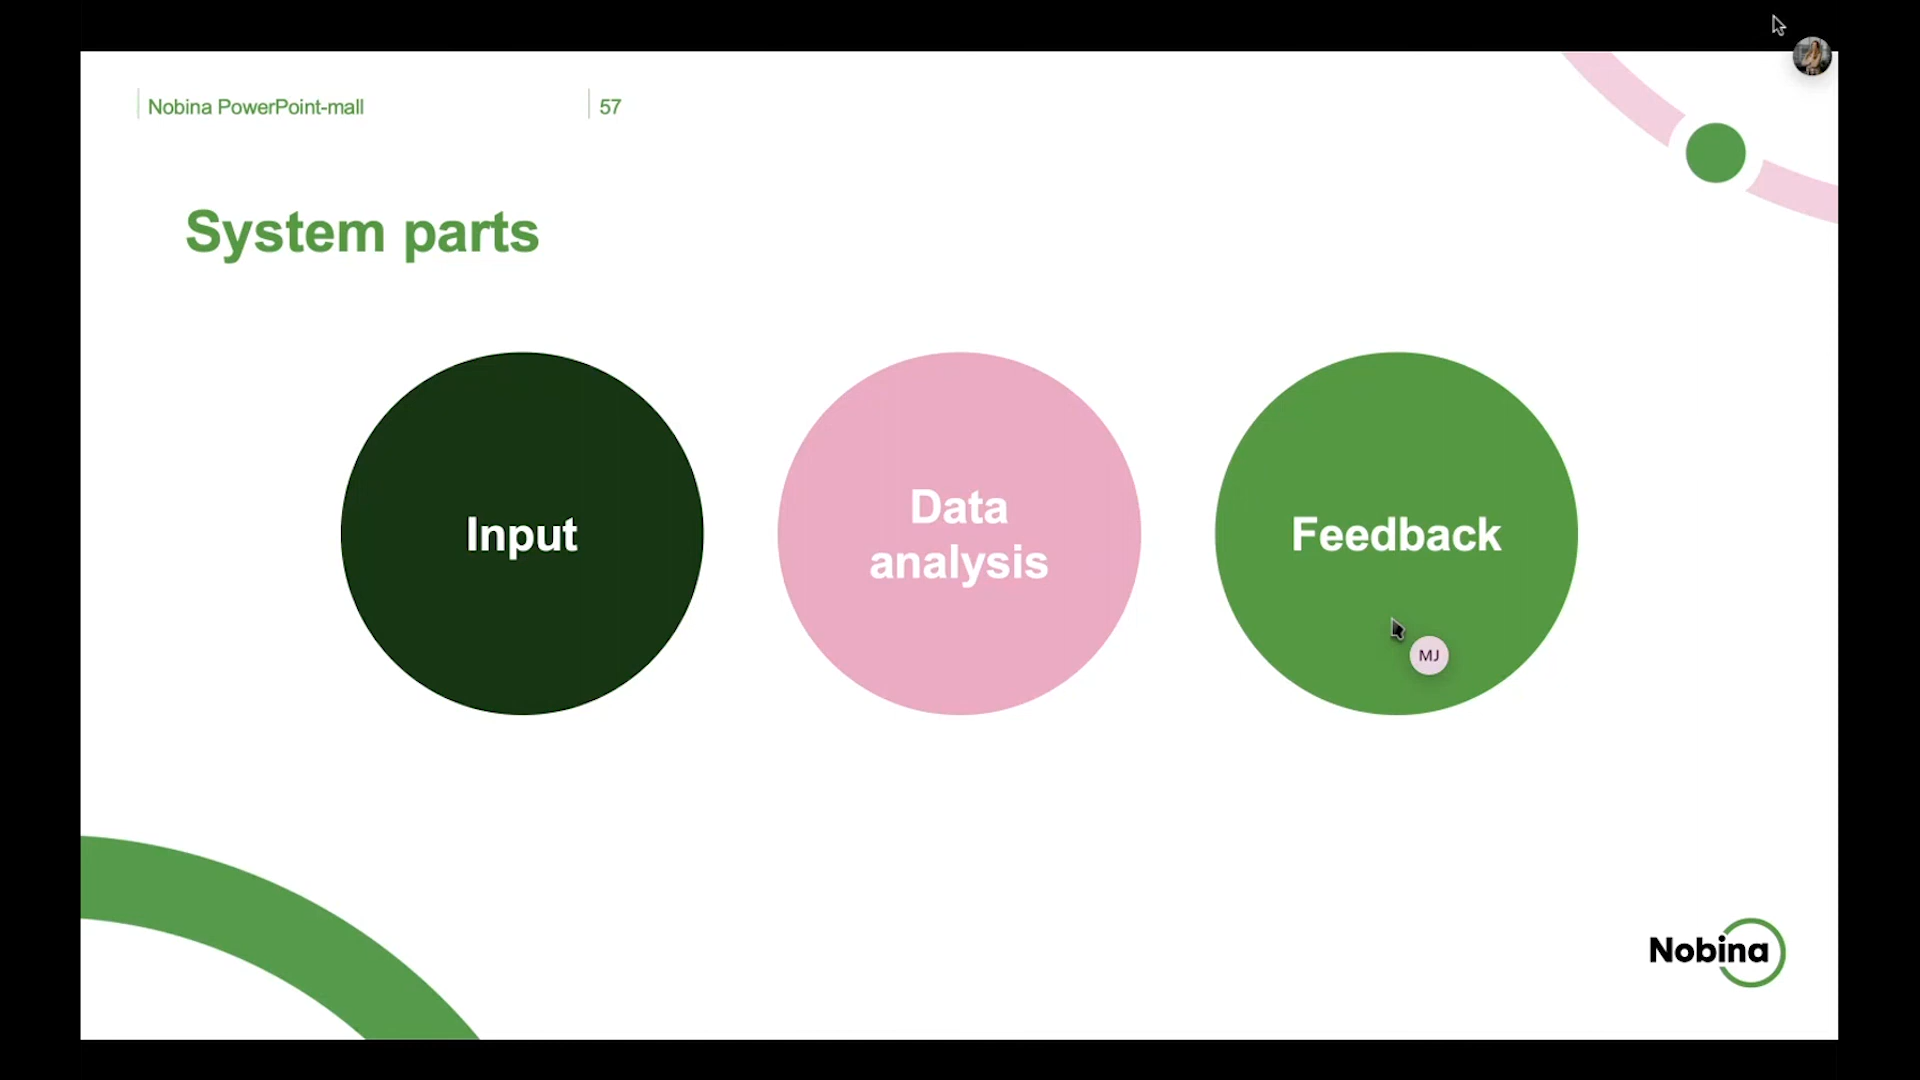 Nobina PowerPoint-mall
57
System parts
Input
Data
analysis
Feedback
MJ
Nobina